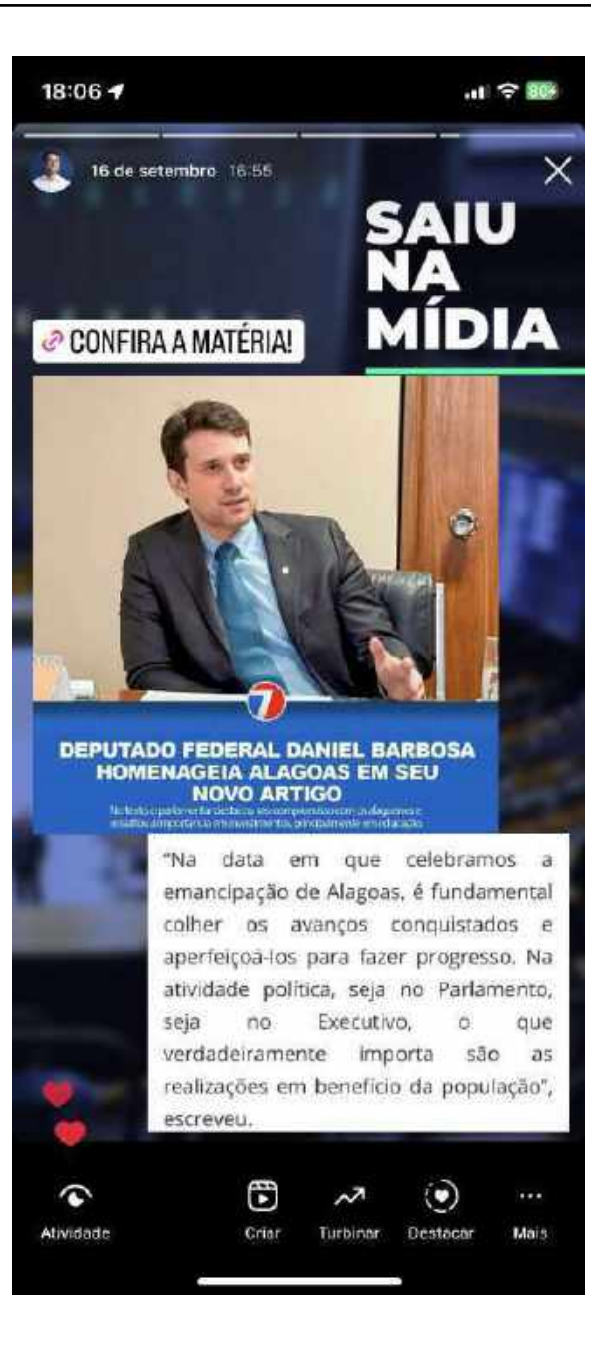 18:06
80
16 de setembro 16:55
SAIU
NA
MÍDIA
CONFIRA A MATÉRIA!
7
DEPUTADO FEDERAL DANIEL BARBOSA
HOMENAGEIA ALAGOAS EM SEU
NOVO ARTIGO
"Na data em que celebramos a
emancipação de Alagoas, é fundamental
colher os avanços conquistados e
aperfeiçoá-los para fazer progresso. Na
atividade política, seja no Parlamento,
seja no Executivo, o que
verdadeiramente importa são as
realizações em benefício da população",
escreveu.
Atividade
Criar
Turbinar
Destacar
Mais